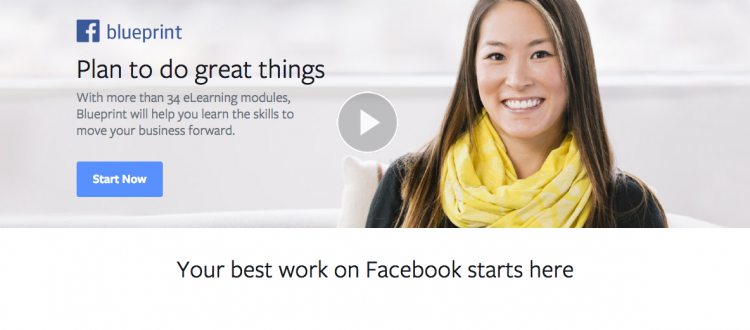 f blueprint
Plan to do great things
With more than 34 eLearning modules,
Blueprint will help you learn the skills to
move your business forward.
Start Now
Your best work on Facebook starts here